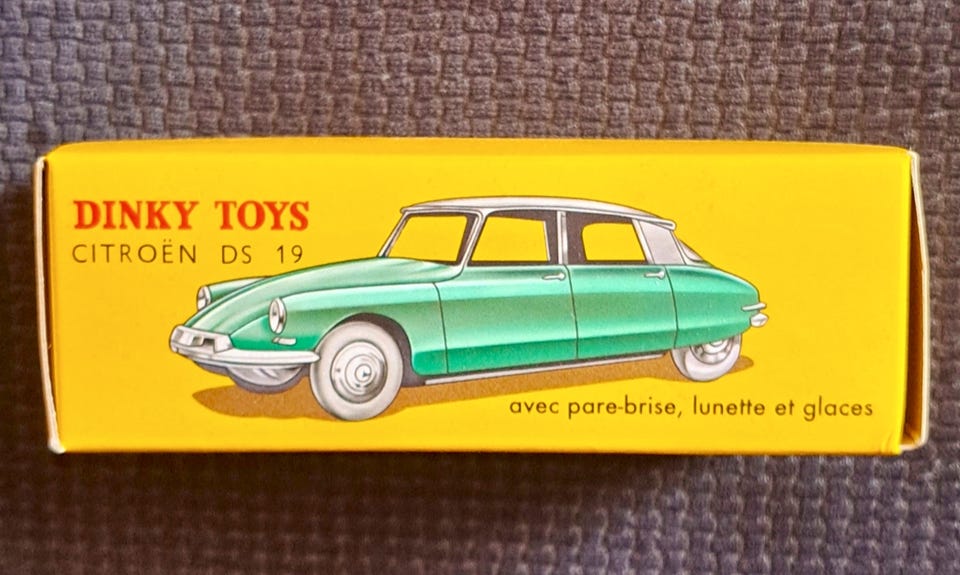 DINKY TOYS
CITROËN DS 19
avec pare-brise, lunette et glaces